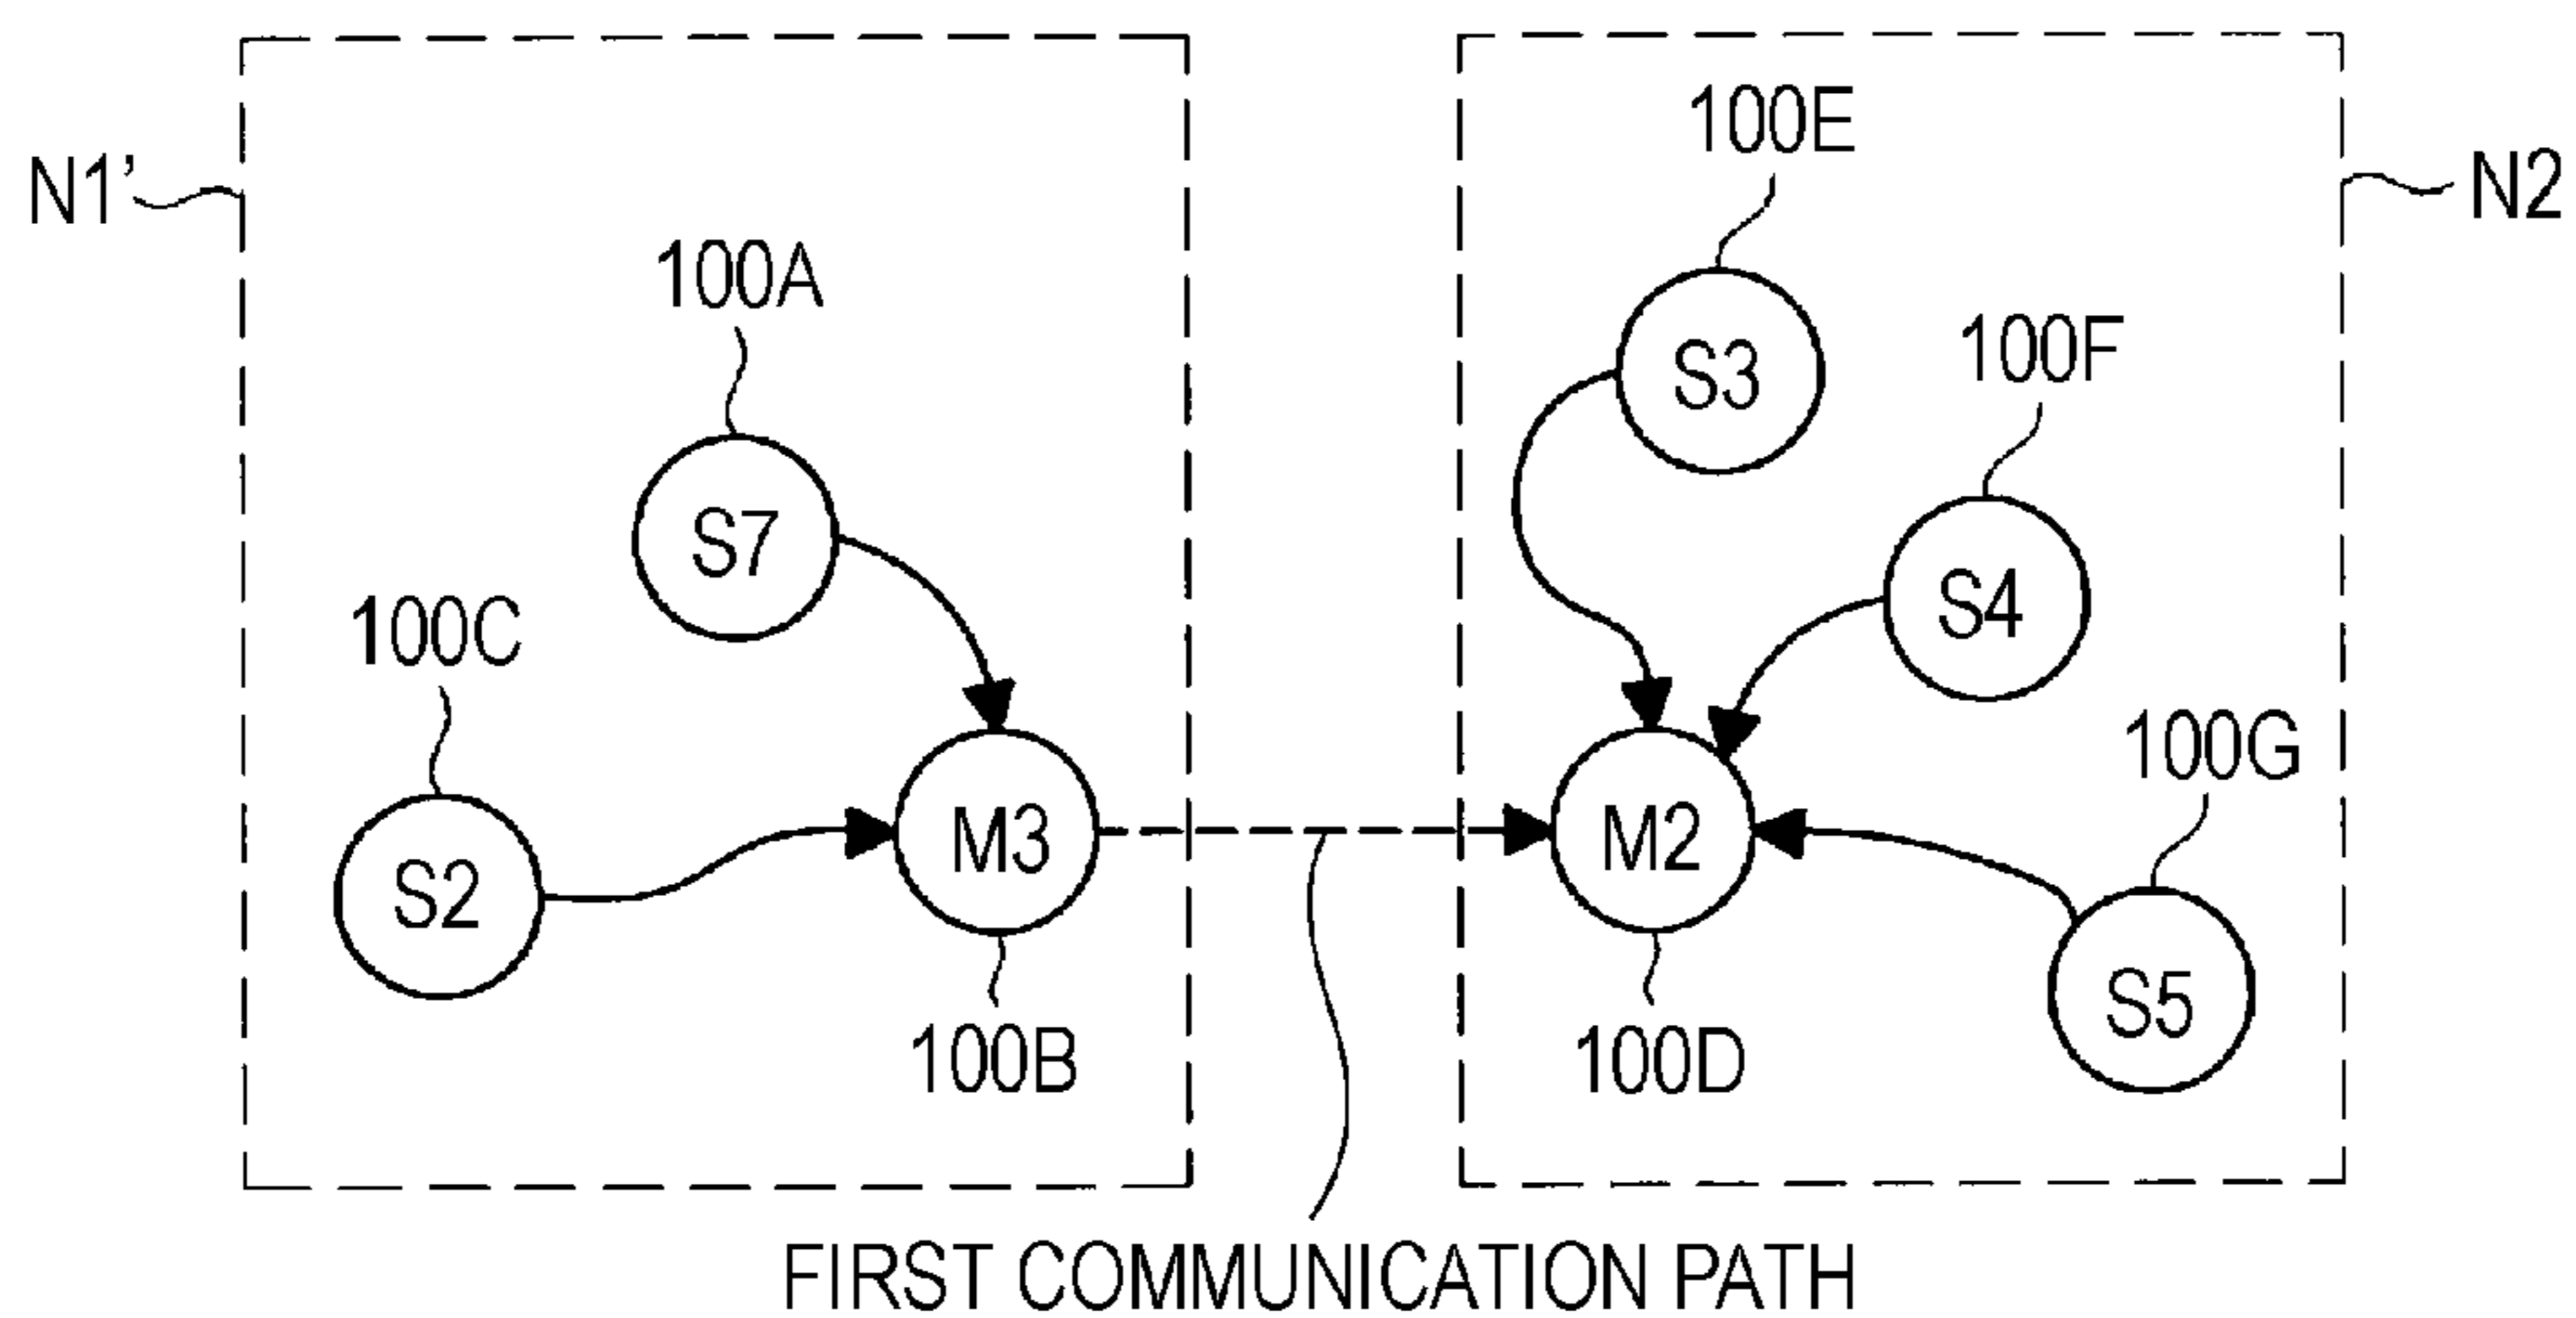 N1’
N2
100E
100A
100F
S3
S7
100C
S4
100G
S2
M3
M2
S5
100B
100D
FIRST COMMUNICATION PATH